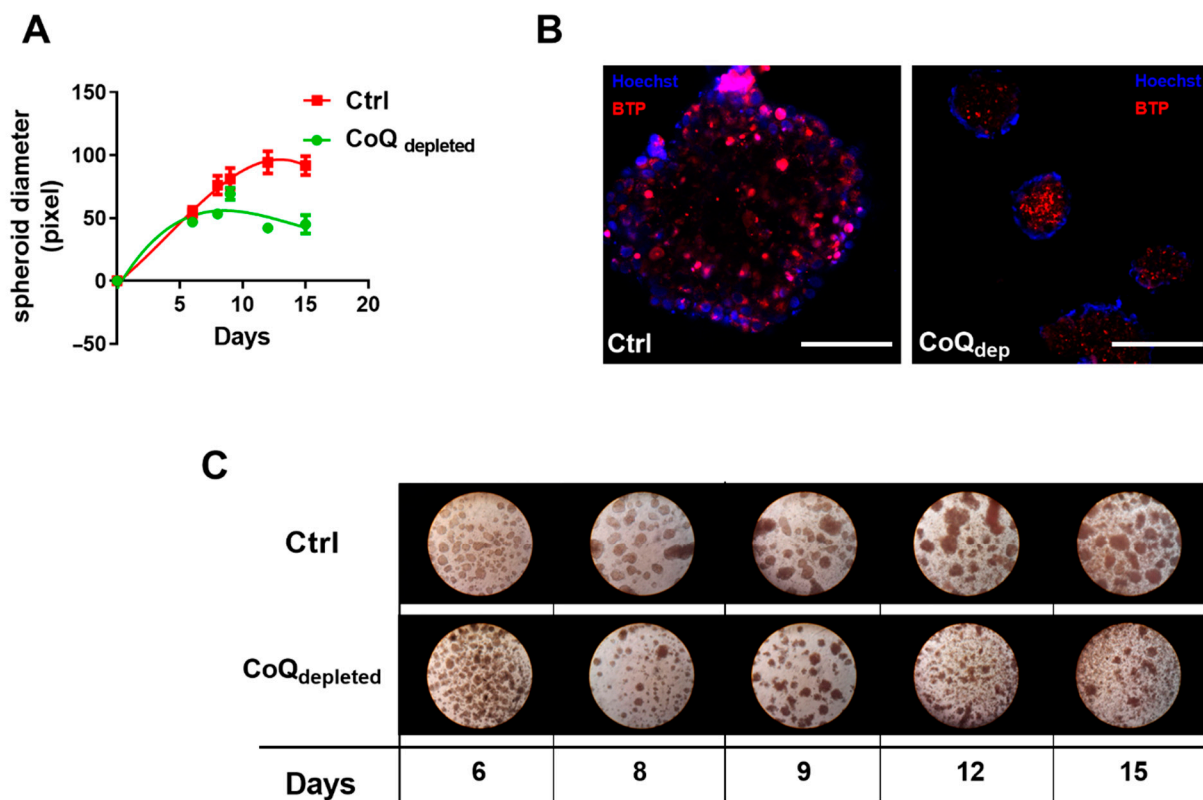 A
150
100
50
0
−50
spheroid diameter
(pixel)
5
10
15
20
Days
Ctrl
CoQ depleted
B
Hoechst
BTP
Ctrl
Hoechst
BTP
CoQdep
C
Ctrl
CoQdepleted
Days
6
8
9
12
15